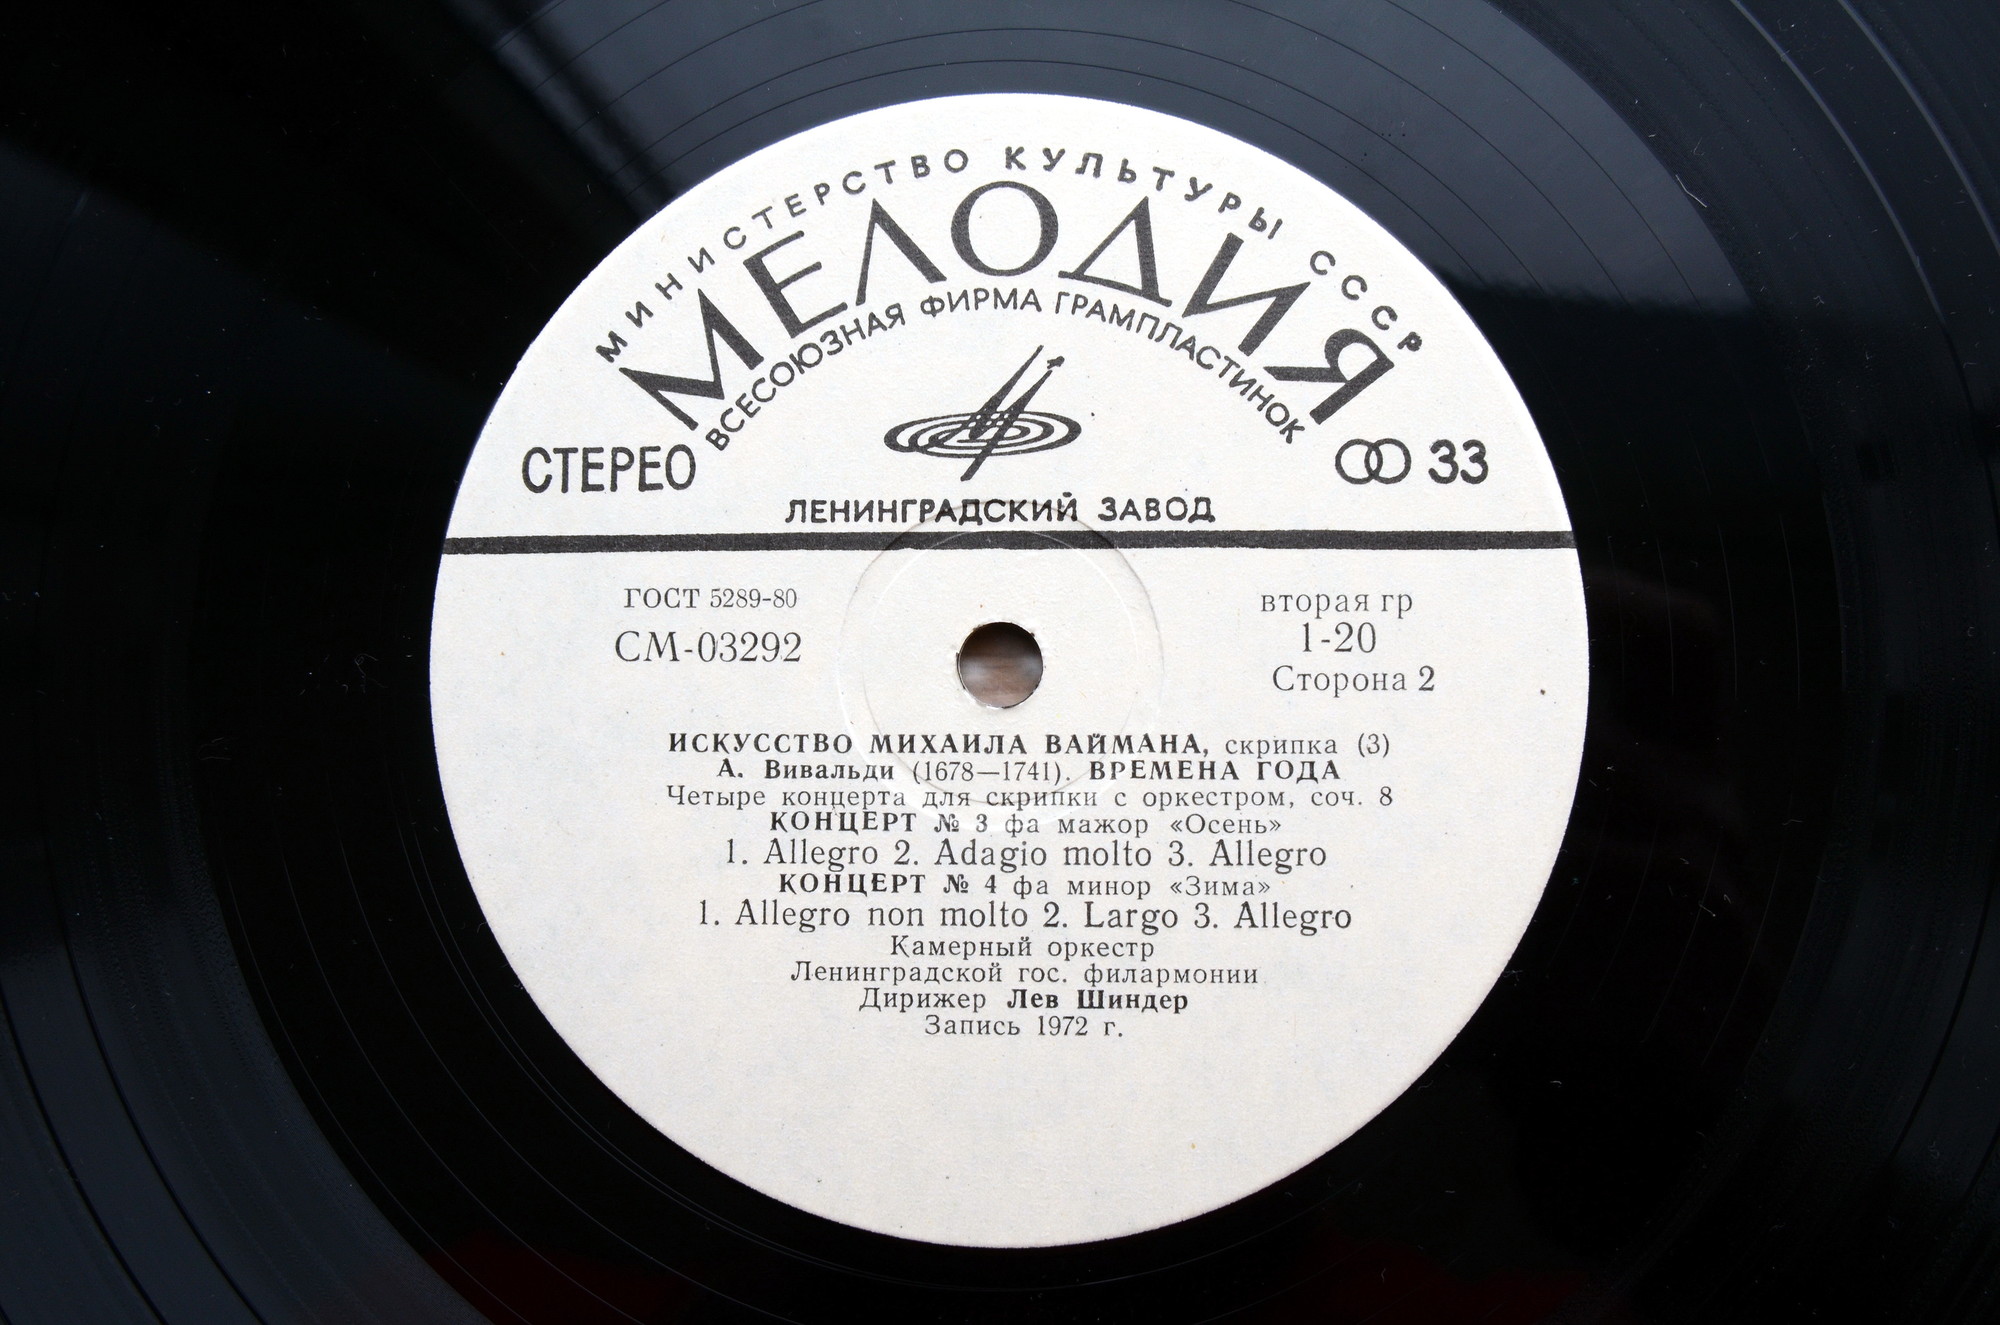 МИНИСТЕРСТВО КУЛЬТУРЫ СССР
МЕЛОДИЯ
ВСЕСОЮЗНАЯ ФИРМА ГРАМПЛАСТИНОК
СТЕРЕО
33
ЛЕНИНГРАДСКИЙ ЗАВОД
ГОСТ 5289-80
СМ-03292
вторая гр
1-20
Сторона 2
ИСКУССТВО МИХАИЛА ВАЙМАНА, скрипка (3)
А. Вивальди (1678—1741). ВРЕМЕНА ГОДА
Четыре концерта для скрипки с оркестром, соч. 8
КОНЦЕРТ № 3 фа мажор «Осень»
1. Allegro 2. Adagio molto 3. Allegro
КОНЦЕРТ № 4 фа минор «Зима»
1. Allegro non molto 2. Largo 3. Allegro
Камерный оркестр
Ленинградской гос. филармонии
Дирижер Лев Шиндер
Запись 1972 г.